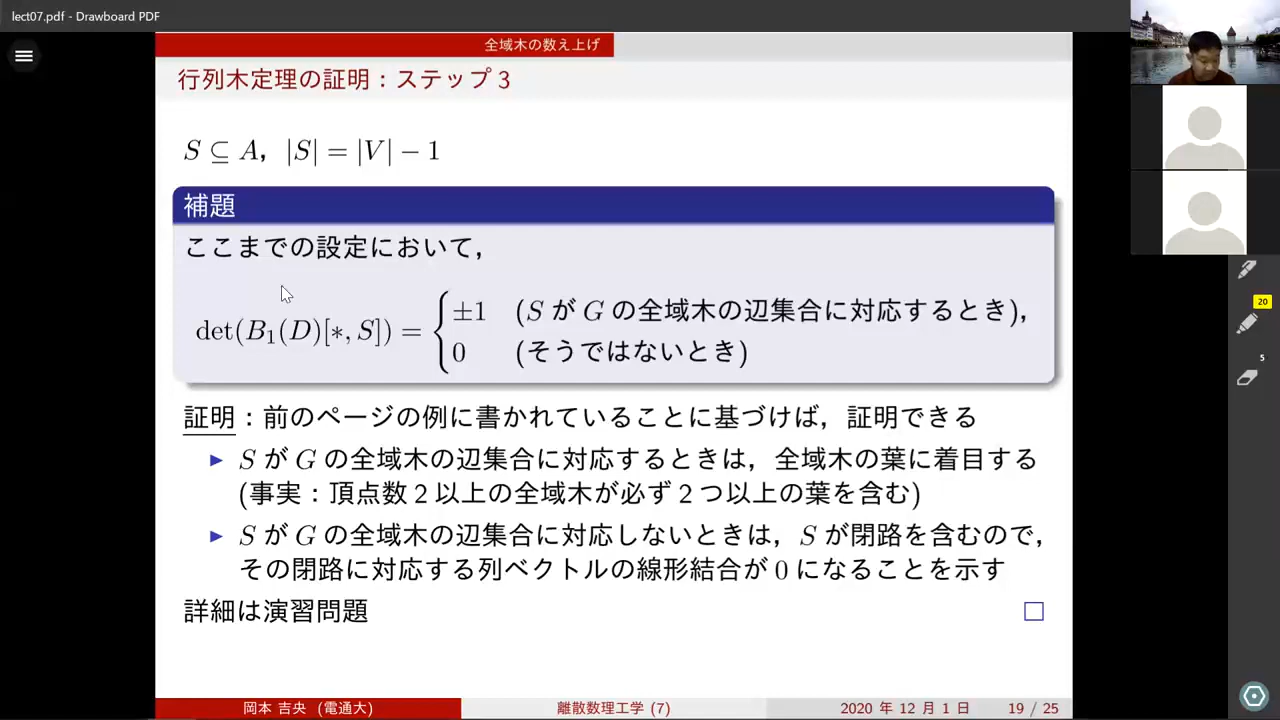 lect07.pdf - Drawboard PDF
全域木の数え上げ
行列木定理の証明：ステップ 3
S ⊆ A，|S| = |V| − 1
補題
ここまでの設定において，
det(B₁(D)[∗, S]) = { ±1 (S が G の全域木の辺集合に対応するとき)，
0 (そうではないとき)
証明：前のページの例に書かれていることに基づけば，証明できる
▶ S が G の全域木の辺集合に対応するときは，全域木の葉に着目する
(事実：頂点数 2 以上の全域木が必ず 2 つ以上の葉を含む)
▶ S が G の全域木の辺集合に対応しないときは，S が閉路を含むので，
その閉路に対応する列ベクトルの線形結合が 0 になることを示す
詳細は演習問題 □
岡本 吉央 (電通大) 離散数理工学 (7) 2020 年 12 月 1 日 19 / 25
20
5